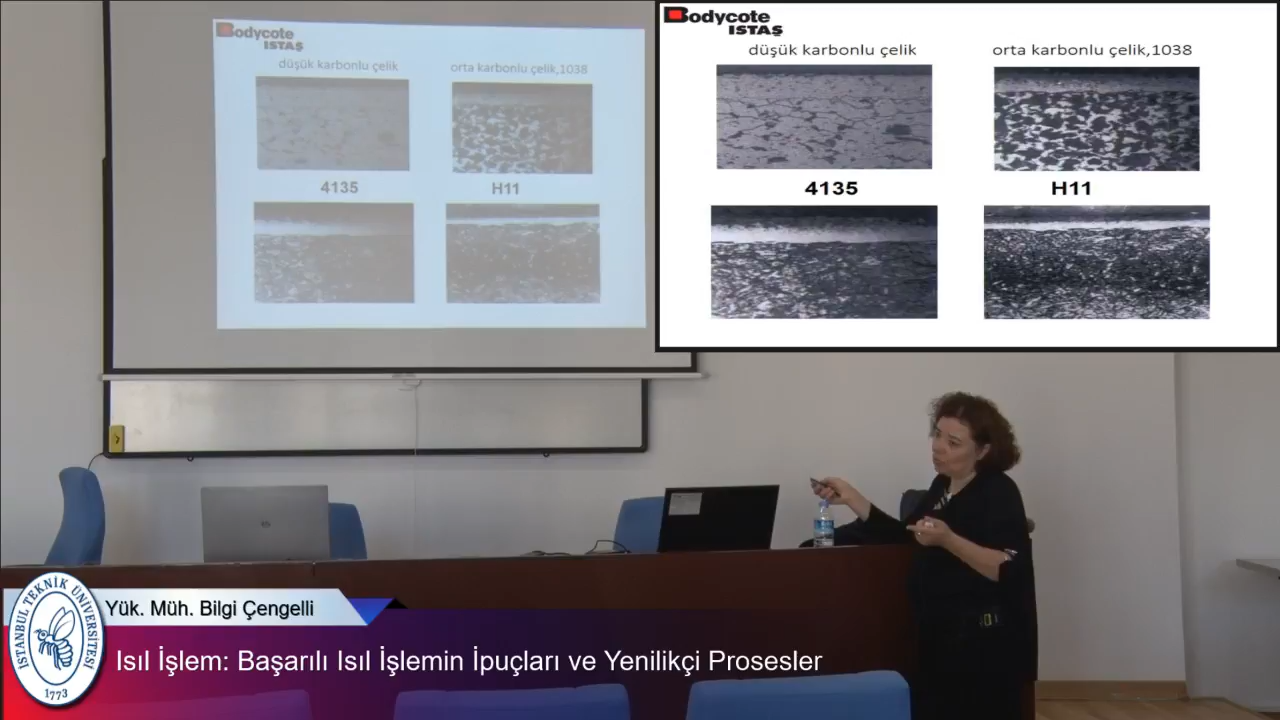 Bodycote
ISTAŞ
düşük karbonlu çelik
orta karbonlu çelik,1038
4135
H11
Bodycote
ISTAŞ
düşük karbonlu çelik
orta karbonlu çelik,1038
4135
H11
İSTANBUL TEKNİK ÜNİVERSİTESİ
1773
Yük. Müh. Bilgi Çengelli
Isıl İşlem: Başarılı Isıl İşlemin İpuçları ve Yenilikçi Prosesler